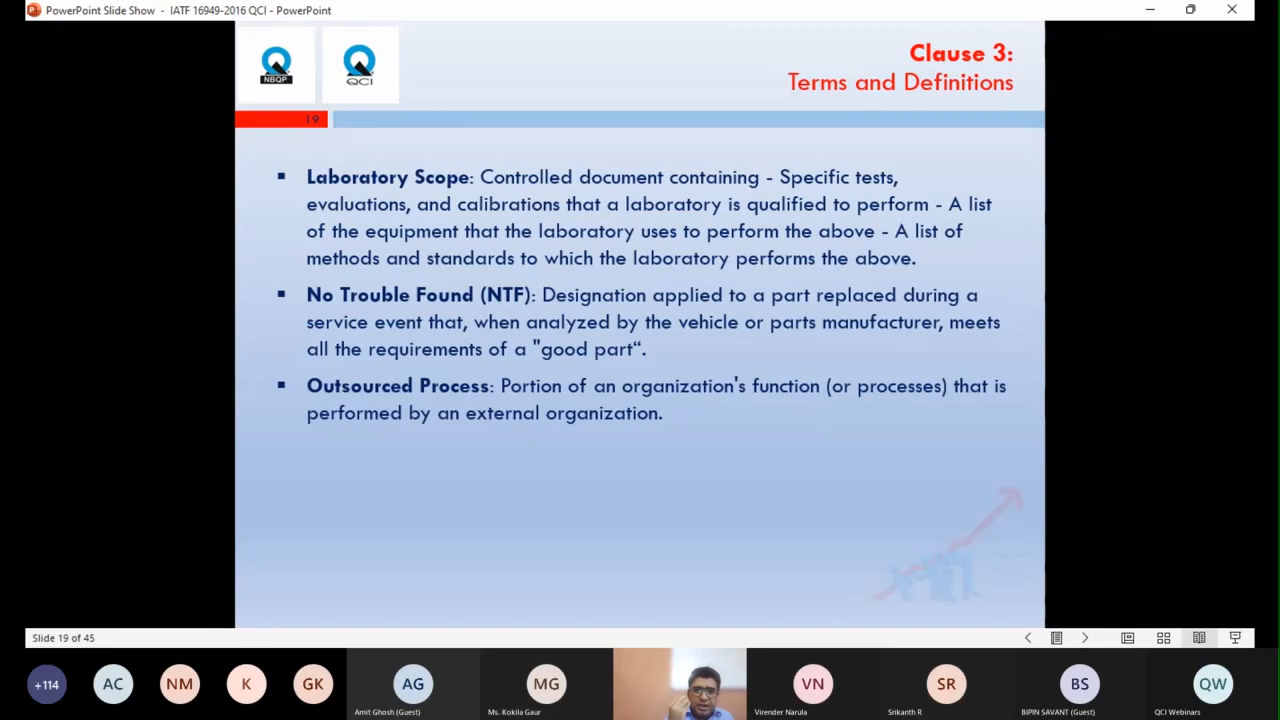 PowerPoint Slide Show - IATF 16949-2016 QCI - PowerPoint
NBQP
QCI
Clause 3:
Terms and Definitions
19
▪ Laboratory Scope: Controlled document containing - Specific tests,
evaluations, and calibrations that a laboratory is qualified to perform - A list
of the equipment that the laboratory uses to perform the above - A list of
methods and standards to which the laboratory performs the above.
▪ No Trouble Found (NTF): Designation applied to a part replaced during a
service event that, when analyzed by the vehicle or parts manufacturer, meets
all the requirements of a "good part“.
▪ Outsourced Process: Portion of an organization's function (or processes) that is
performed by an external organization.
Slide 19 of 45
+114
AC
NM
K
GK
AG
MG
VN
SR
BS
QW
Amit Ghosh (Guest)
Ms. Kokila Gaur
Virender Narula
Srikanth R
BIPIN SAVANT (Guest)
QCI Webinars